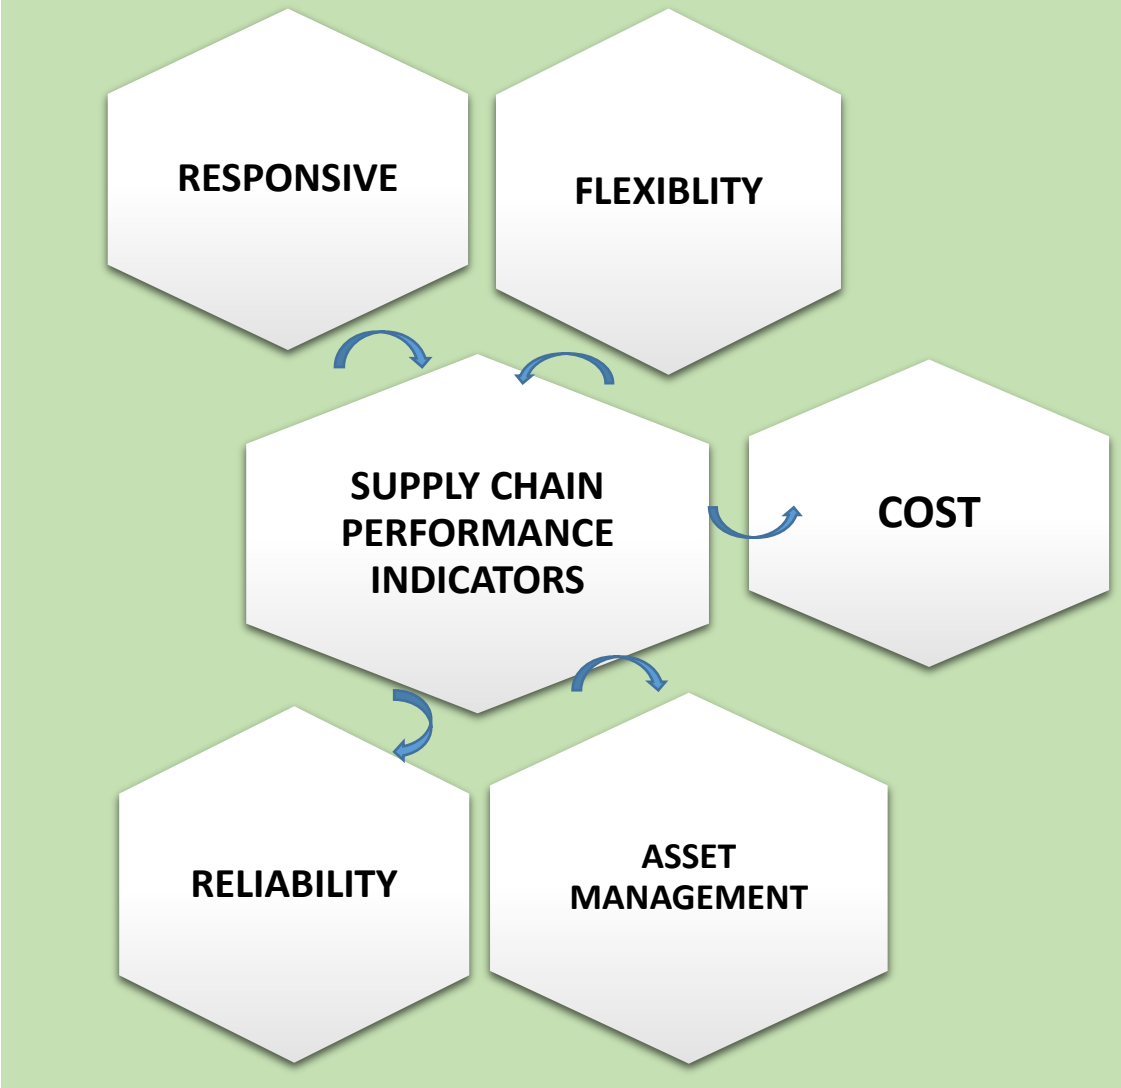 RESPONSIVE
FLEXIBLITY
SUPPLY CHAIN
PERFORMANCE
INDICATORS
COST
RELIABILITY
ASSET
MANAGEMENT